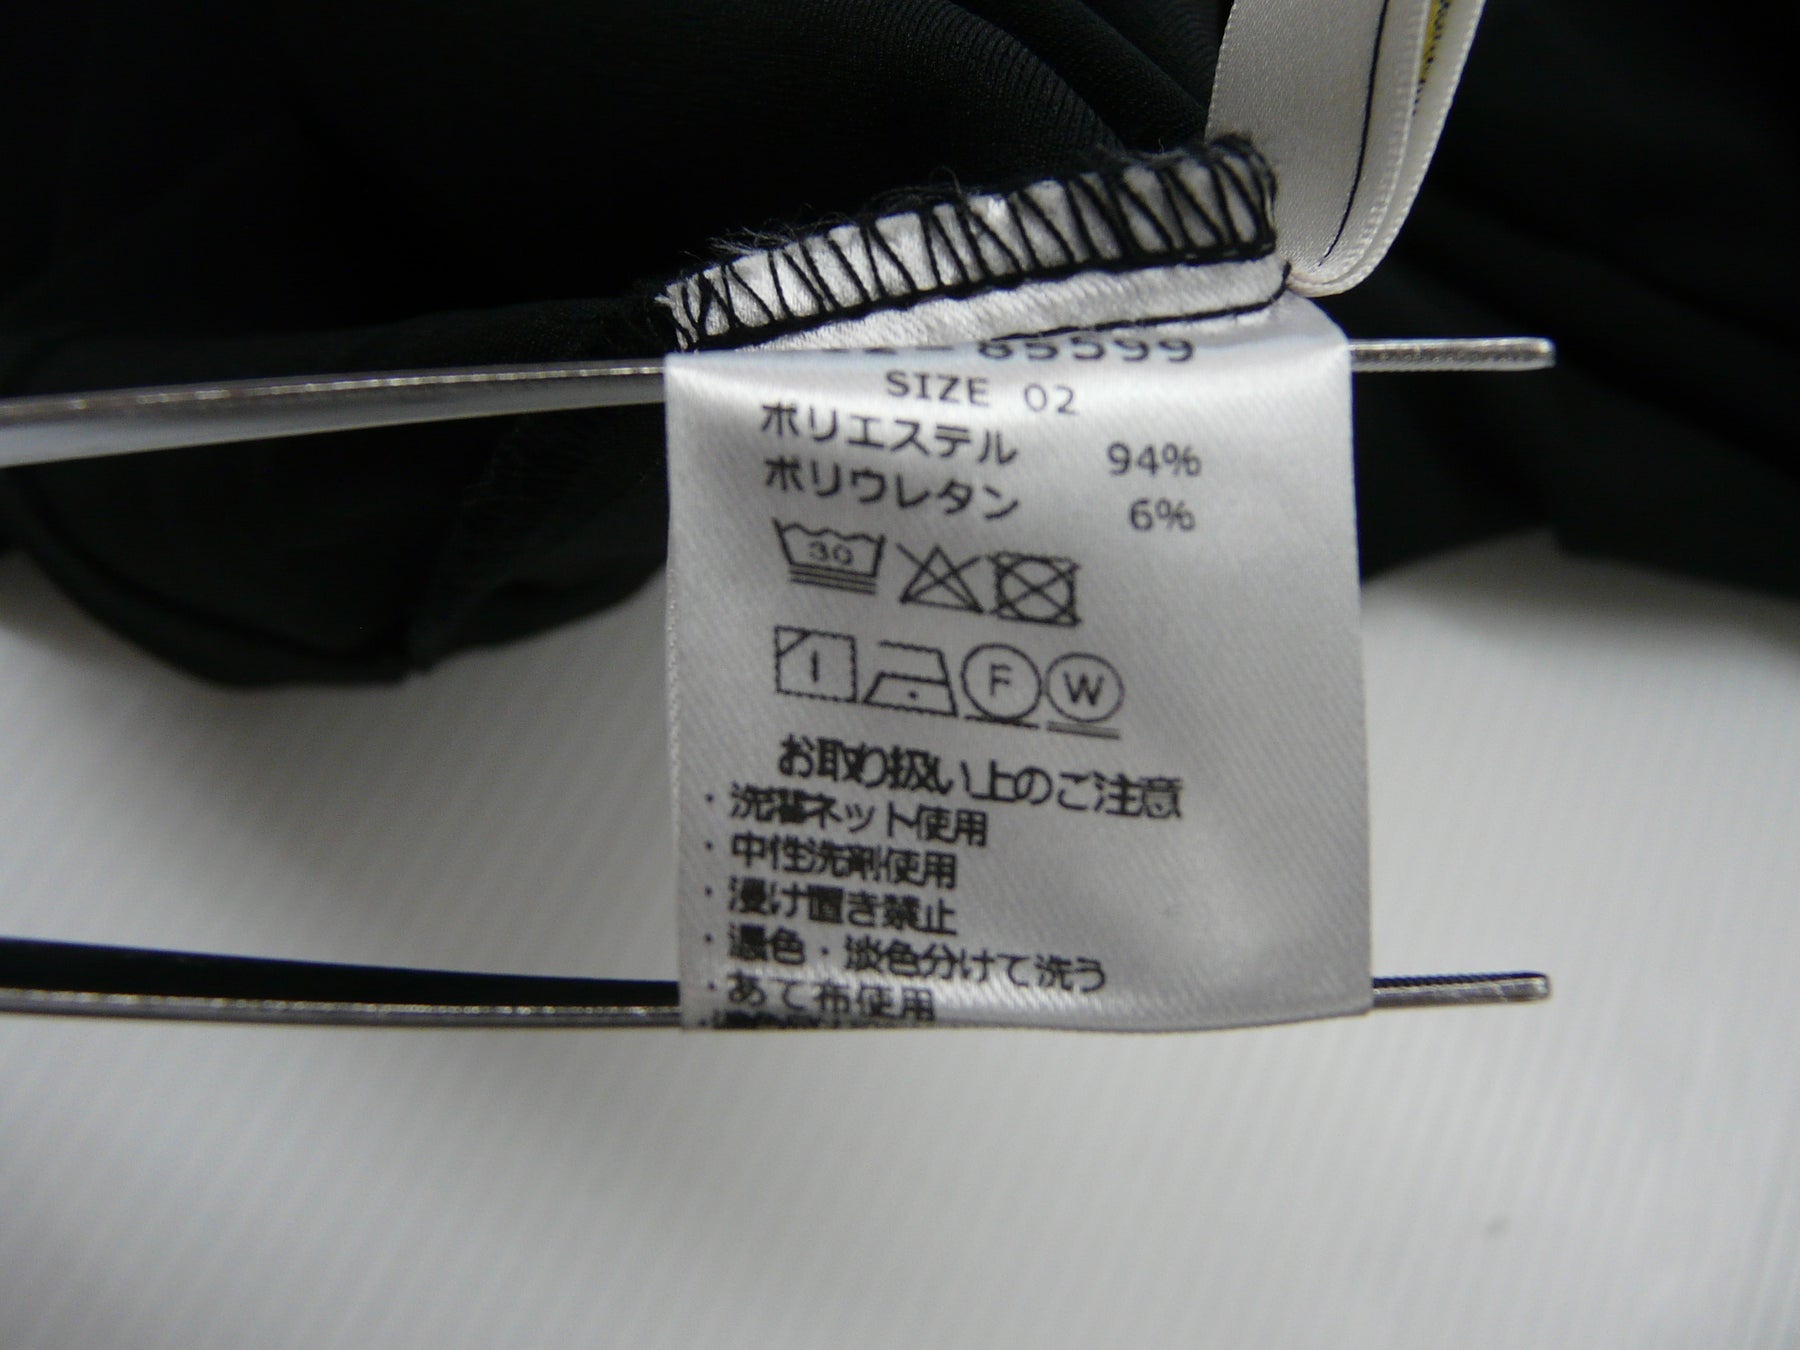 85599
SIZE 02
ポリエステル 94%
ポリウレタン 6%
30
F W
お取り扱い上のご注意
・洗濯ネット使用
・中性洗剤使用
・浸け置き禁止
・濃色・淡色分けて洗う
・あて布使用